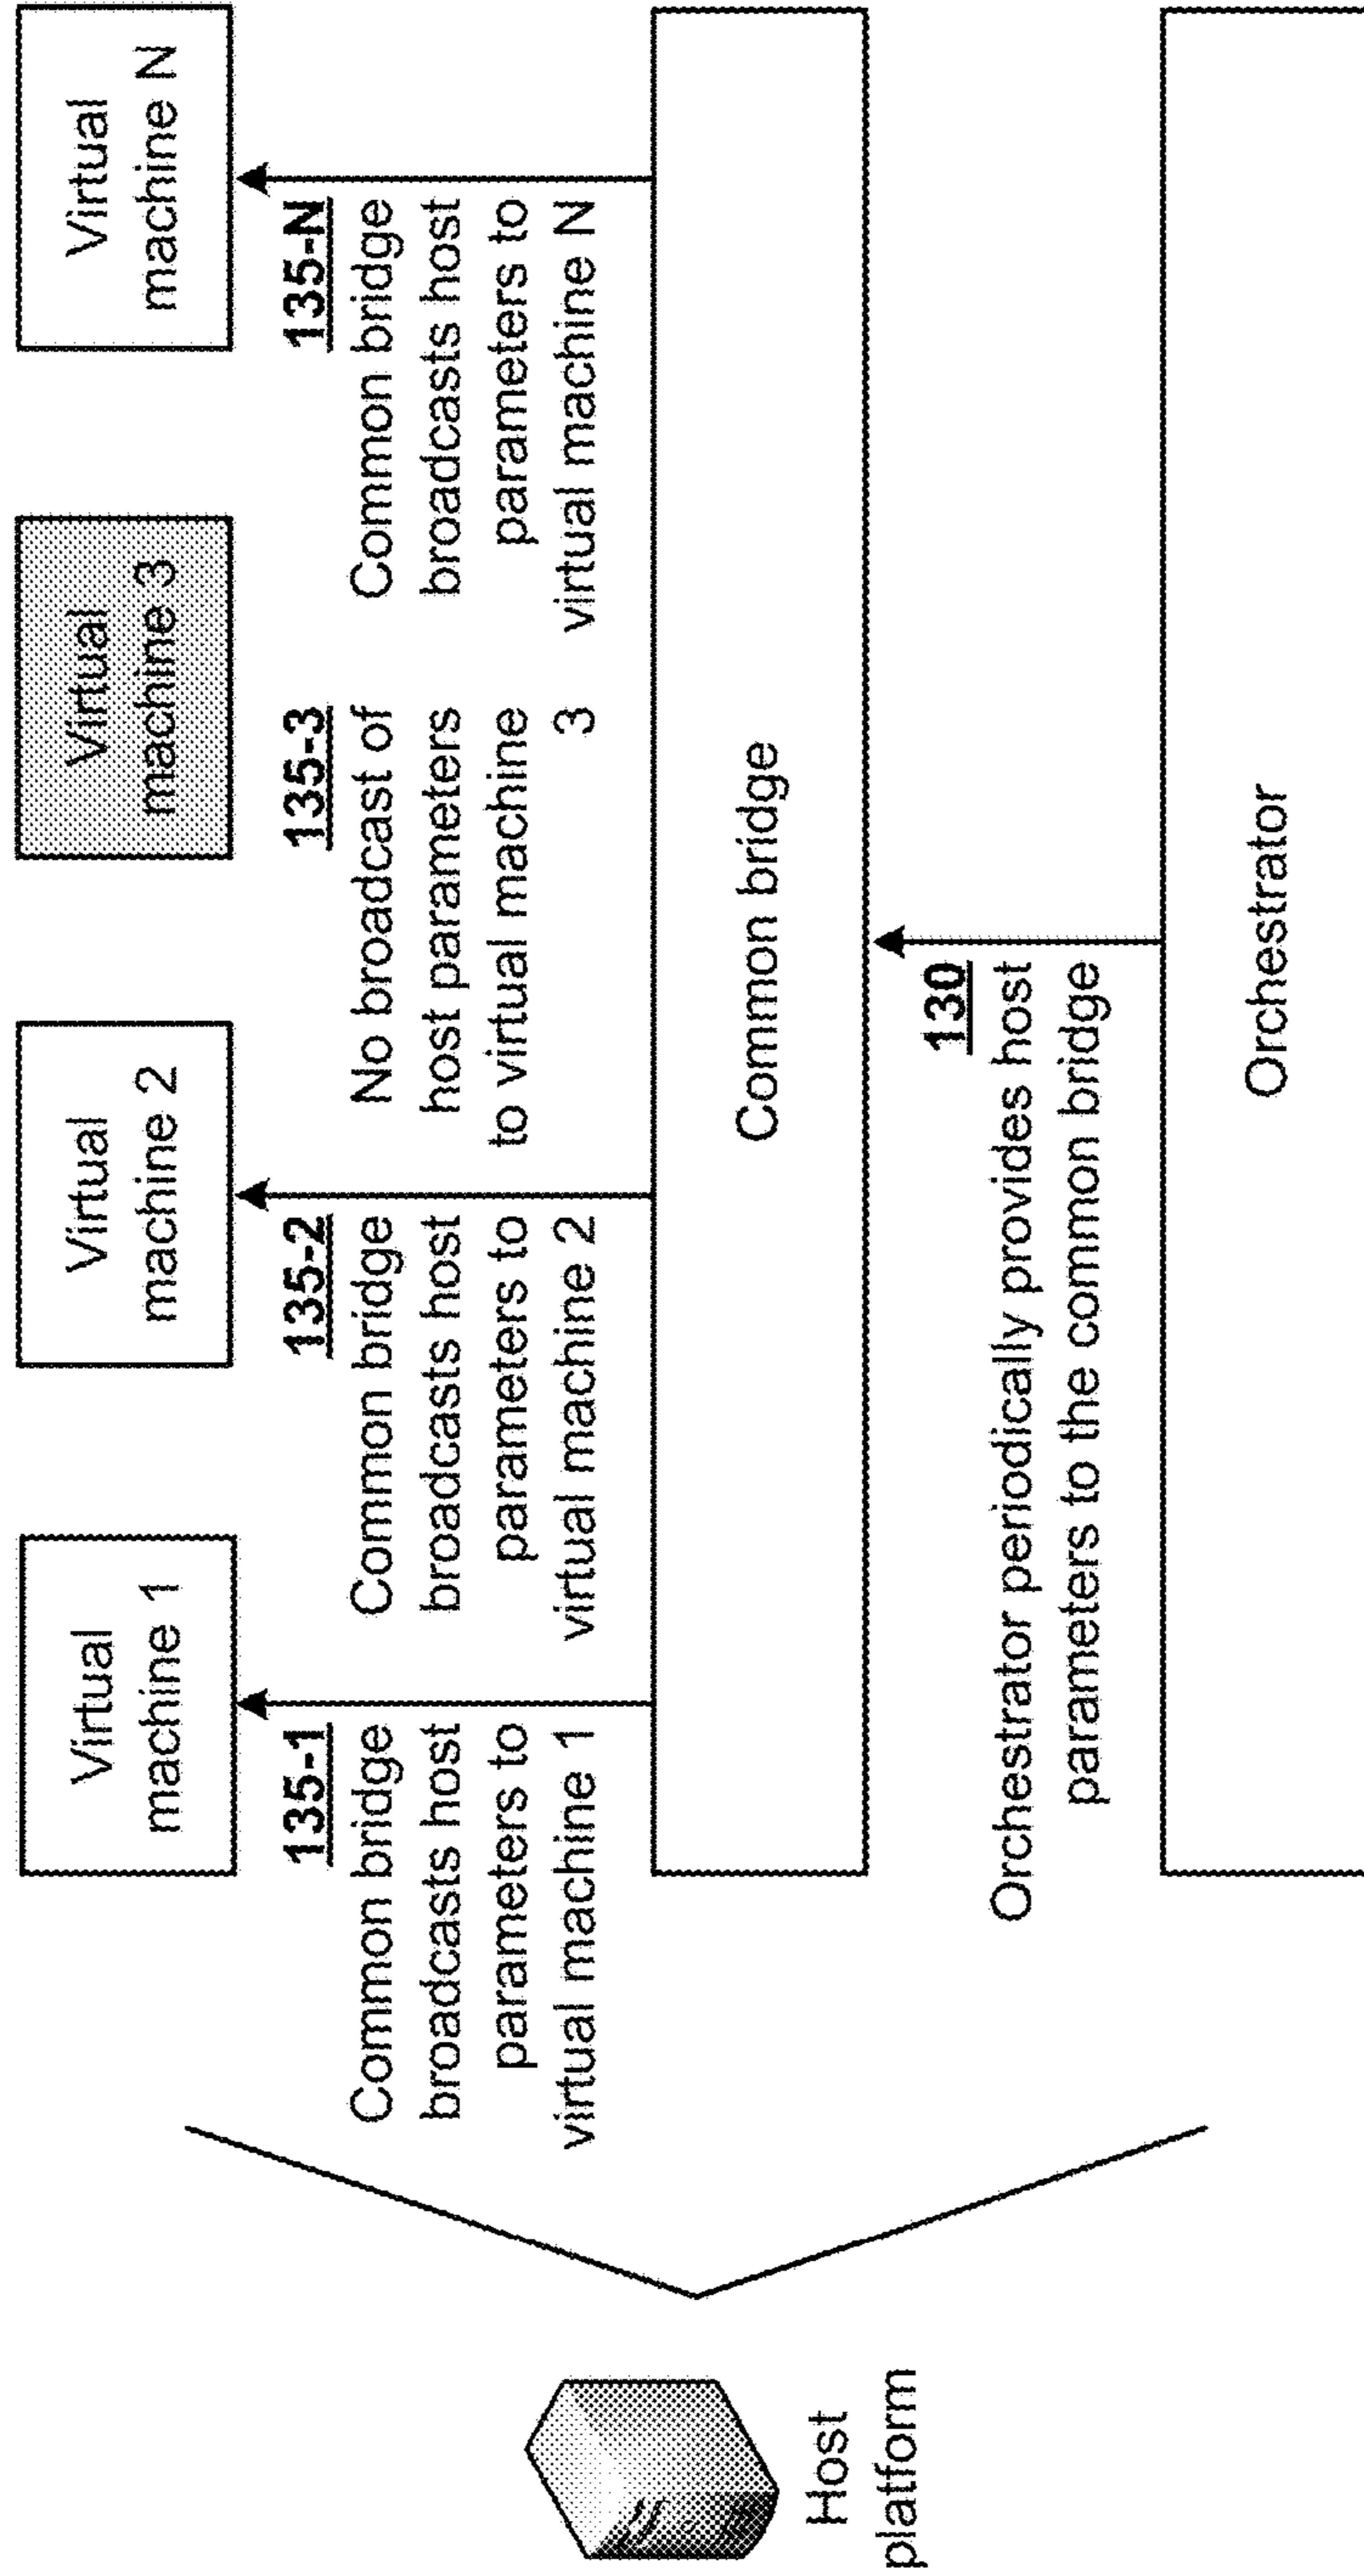 Virtual
machine 1
Virtual
machine 2
Virtual
machine 3
Virtual
machine N
135-1
Common bridge
broadcasts host
parameters to
virtual machine 1
135-2
Common bridge
broadcasts host
parameters to
virtual machine 2
135-3
No broadcast of
host parameters
to virtual machine
3
135-N
Common bridge
broadcasts host
parameters to
virtual machine N
Host
platform
Common bridge
130
Orchestrator periodically provides host
parameters to the common bridge
Orchestrator